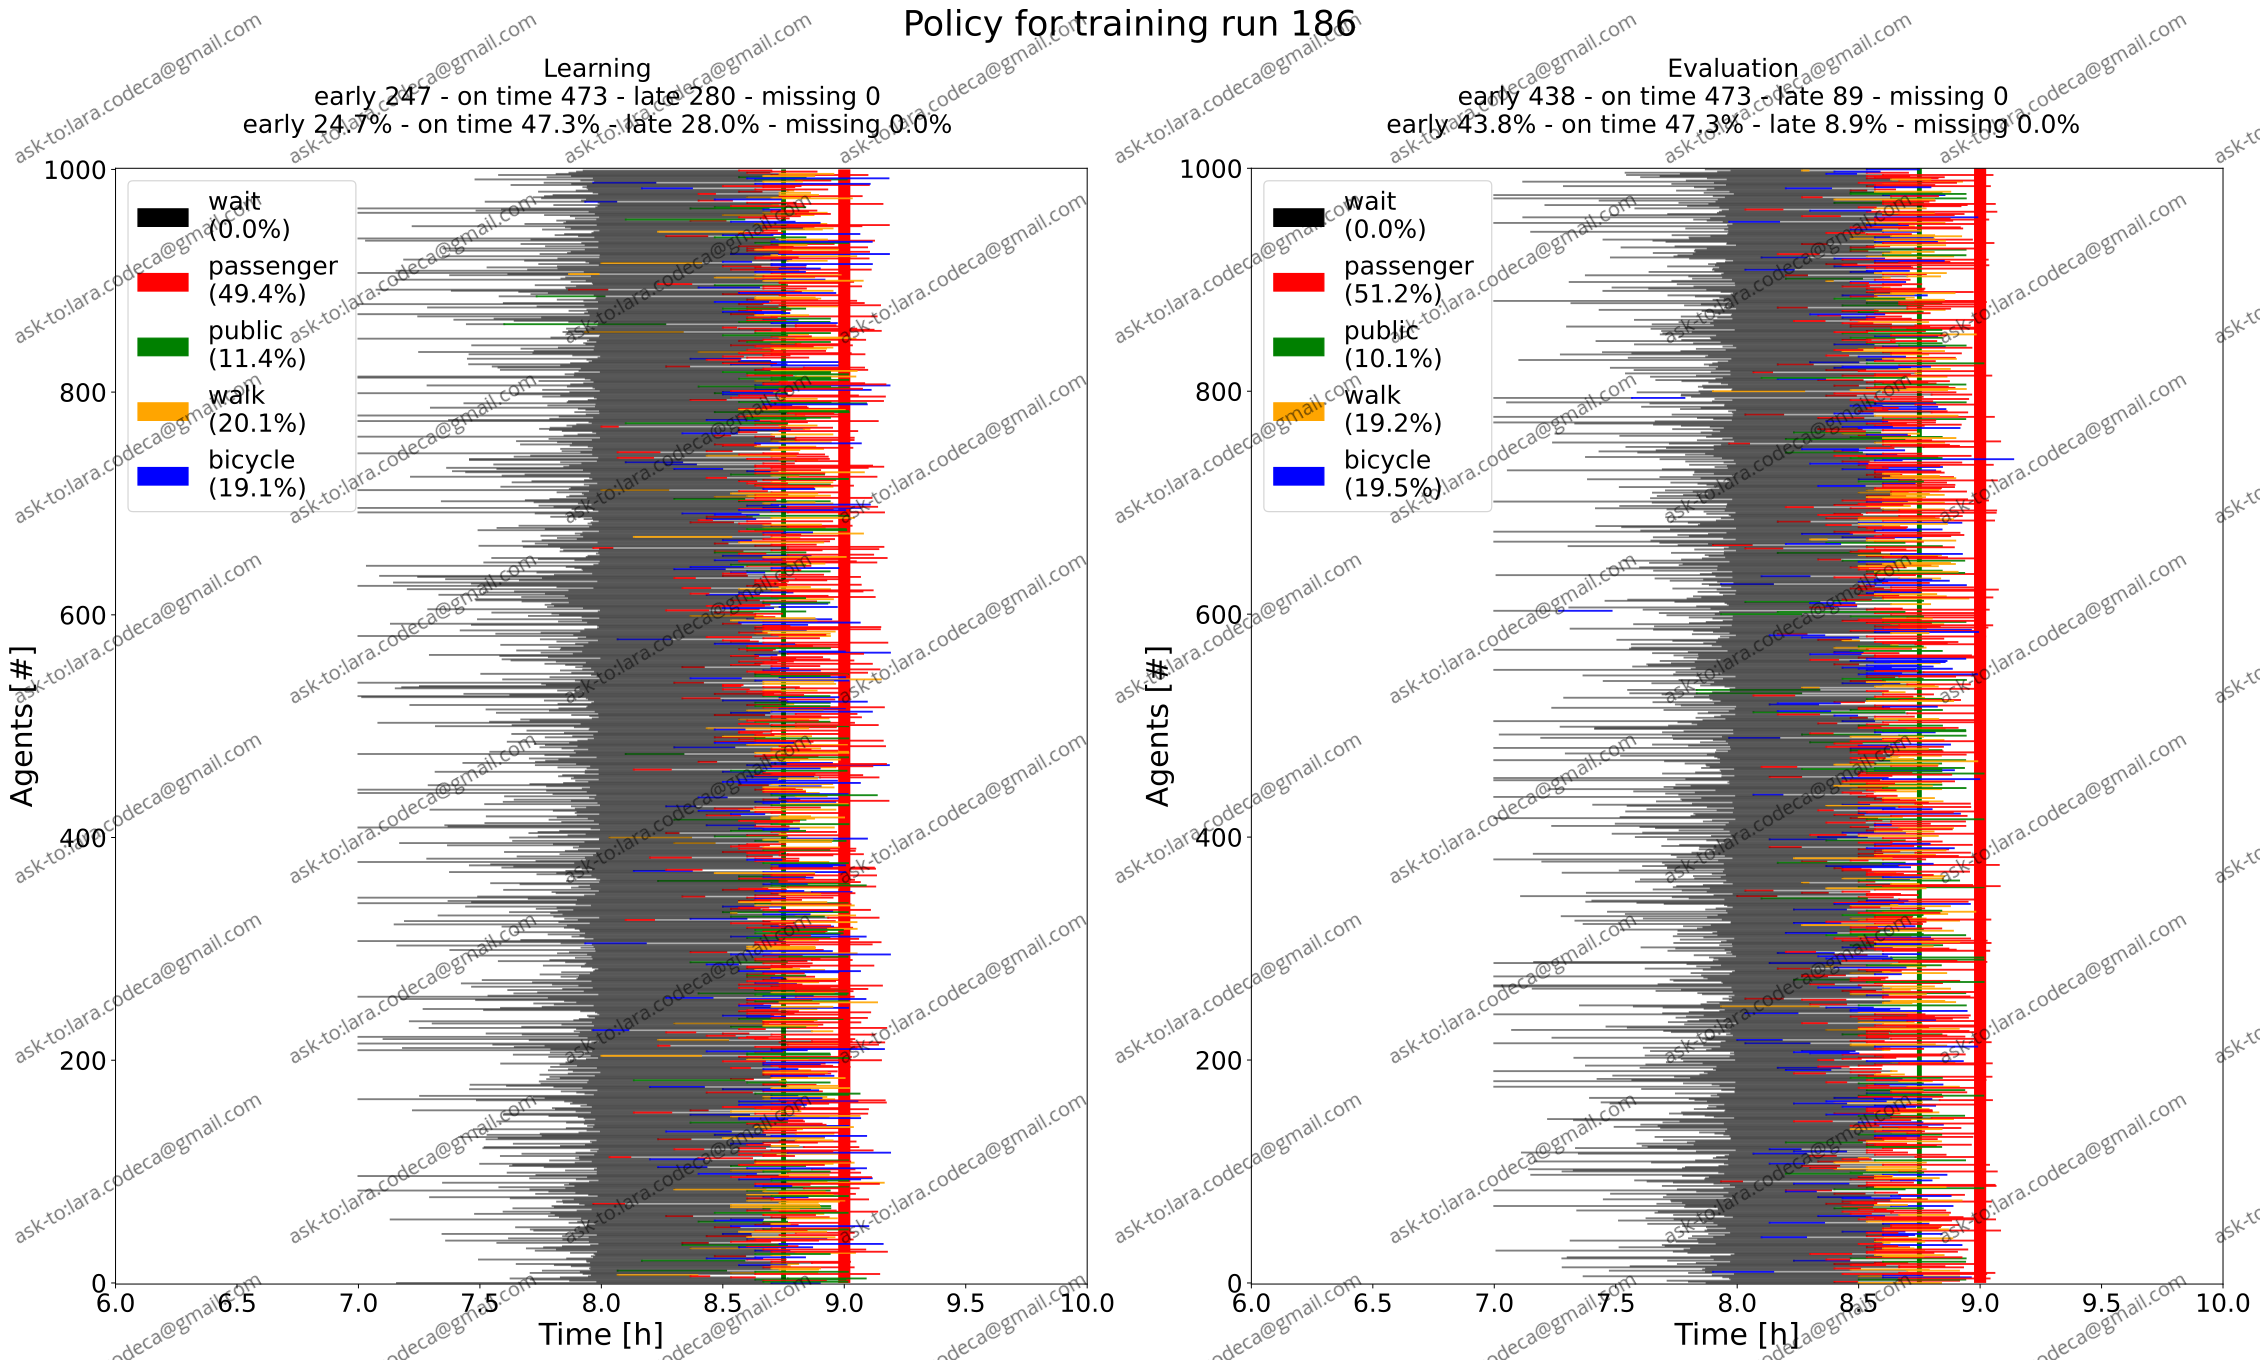 Policy for training run 186
Learning
early 247 - on time 473 - late 280 - missing 0
early 24.7% - on time 47.3% - late 28.0% - missing 0.0%
1000
800
600
400
200
0
Agents [#]
wait
(0.0%)
passenger
(49.4%)
public
(11.4%)
walk
(20.1%)
bicycle
(19.1%)
6.0 6.5 7.0 7.5 8.0 8.5 9.0 9.5 10.0
Time [h]
Evaluation
early 438 - on time 473 - late 89 - missing 0
early 43.8% - on time 47.3% - late 8.9% - missing 0.0%
1000
800
600
400
200
0
Agents [#]
wait
(0.0%)
passenger
(51.2%)
public
(10.1%)
walk
(19.2%)
bicycle
(19.5%)
6.0 6.5 7.0 7.5 8.0 8.5 9.0 9.5 10.0
Time [h]
ask-to:lara.codeca@gmail.com